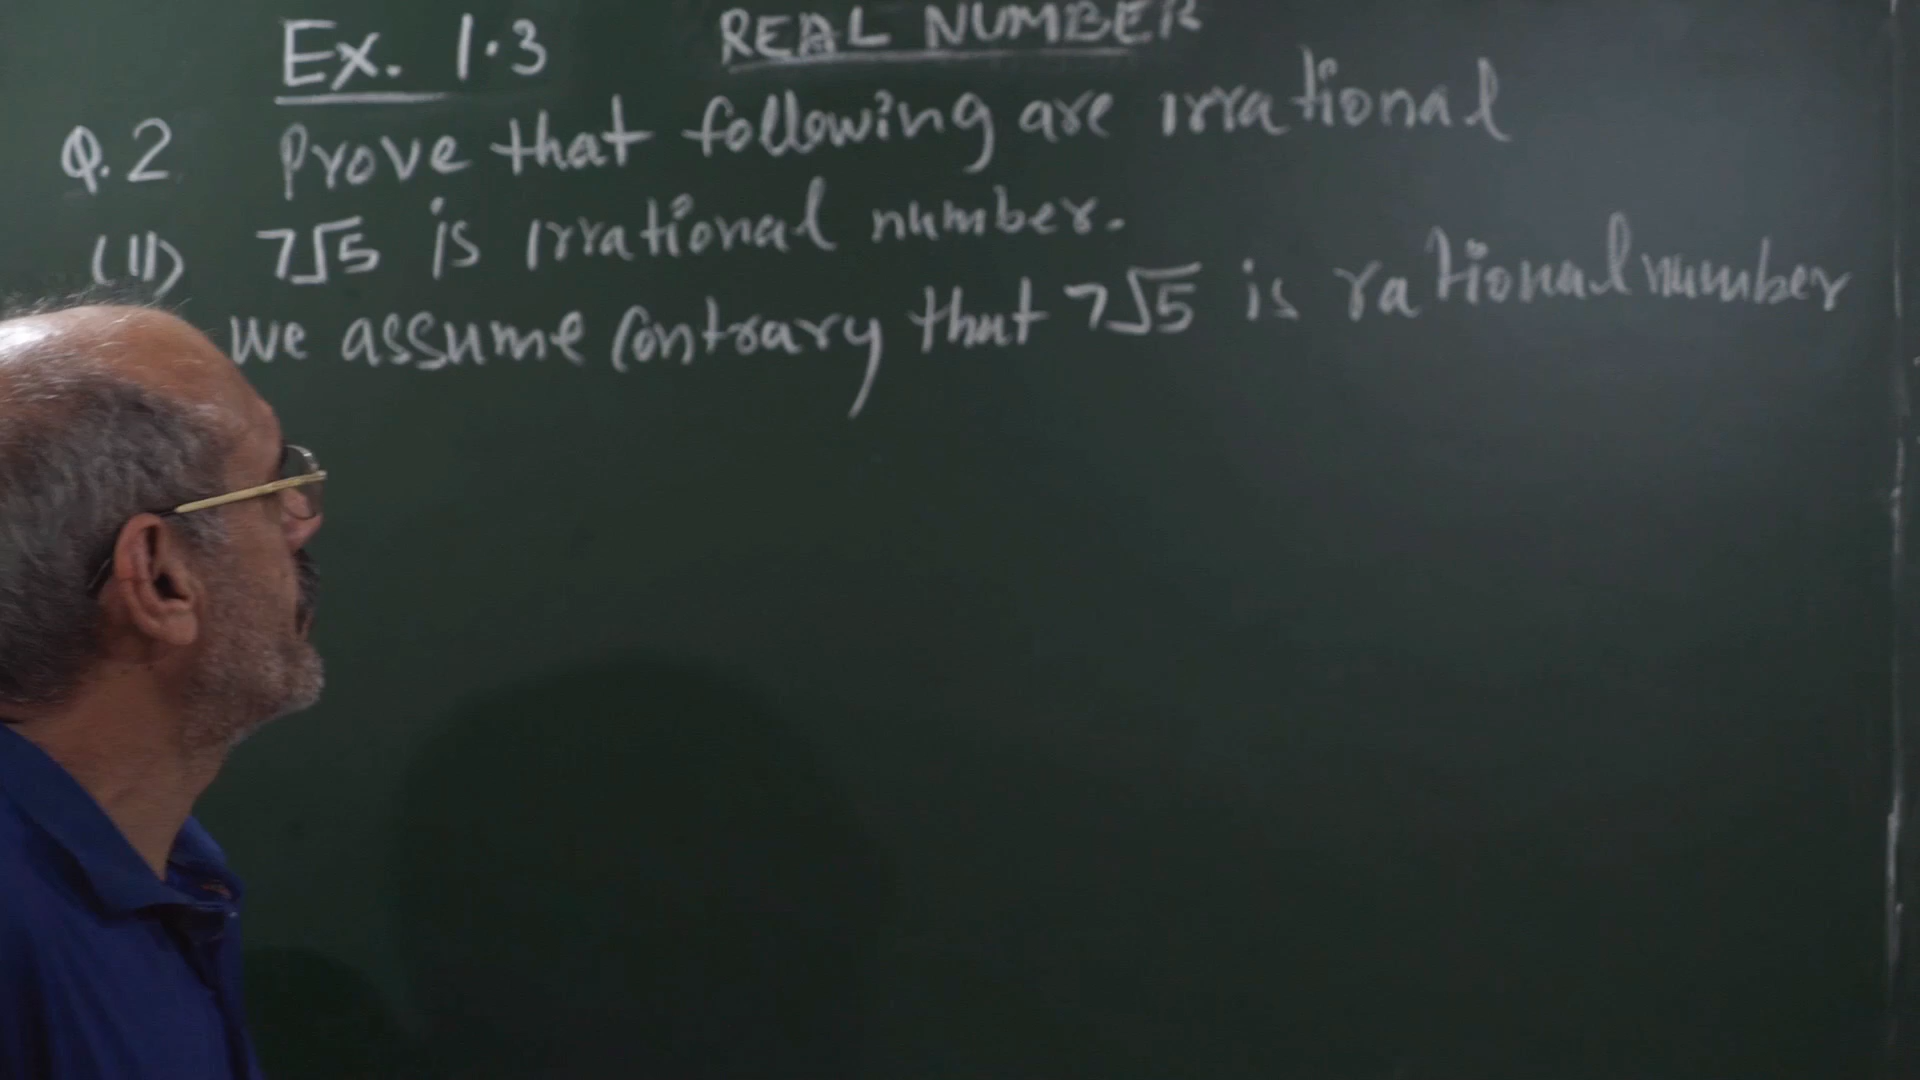 Ex. 1.3 REAL NUMBER
Q.2 Prove that following are irrational
(II) 7√5 is irrational number.
we assume contrary that 7√5 is rational number